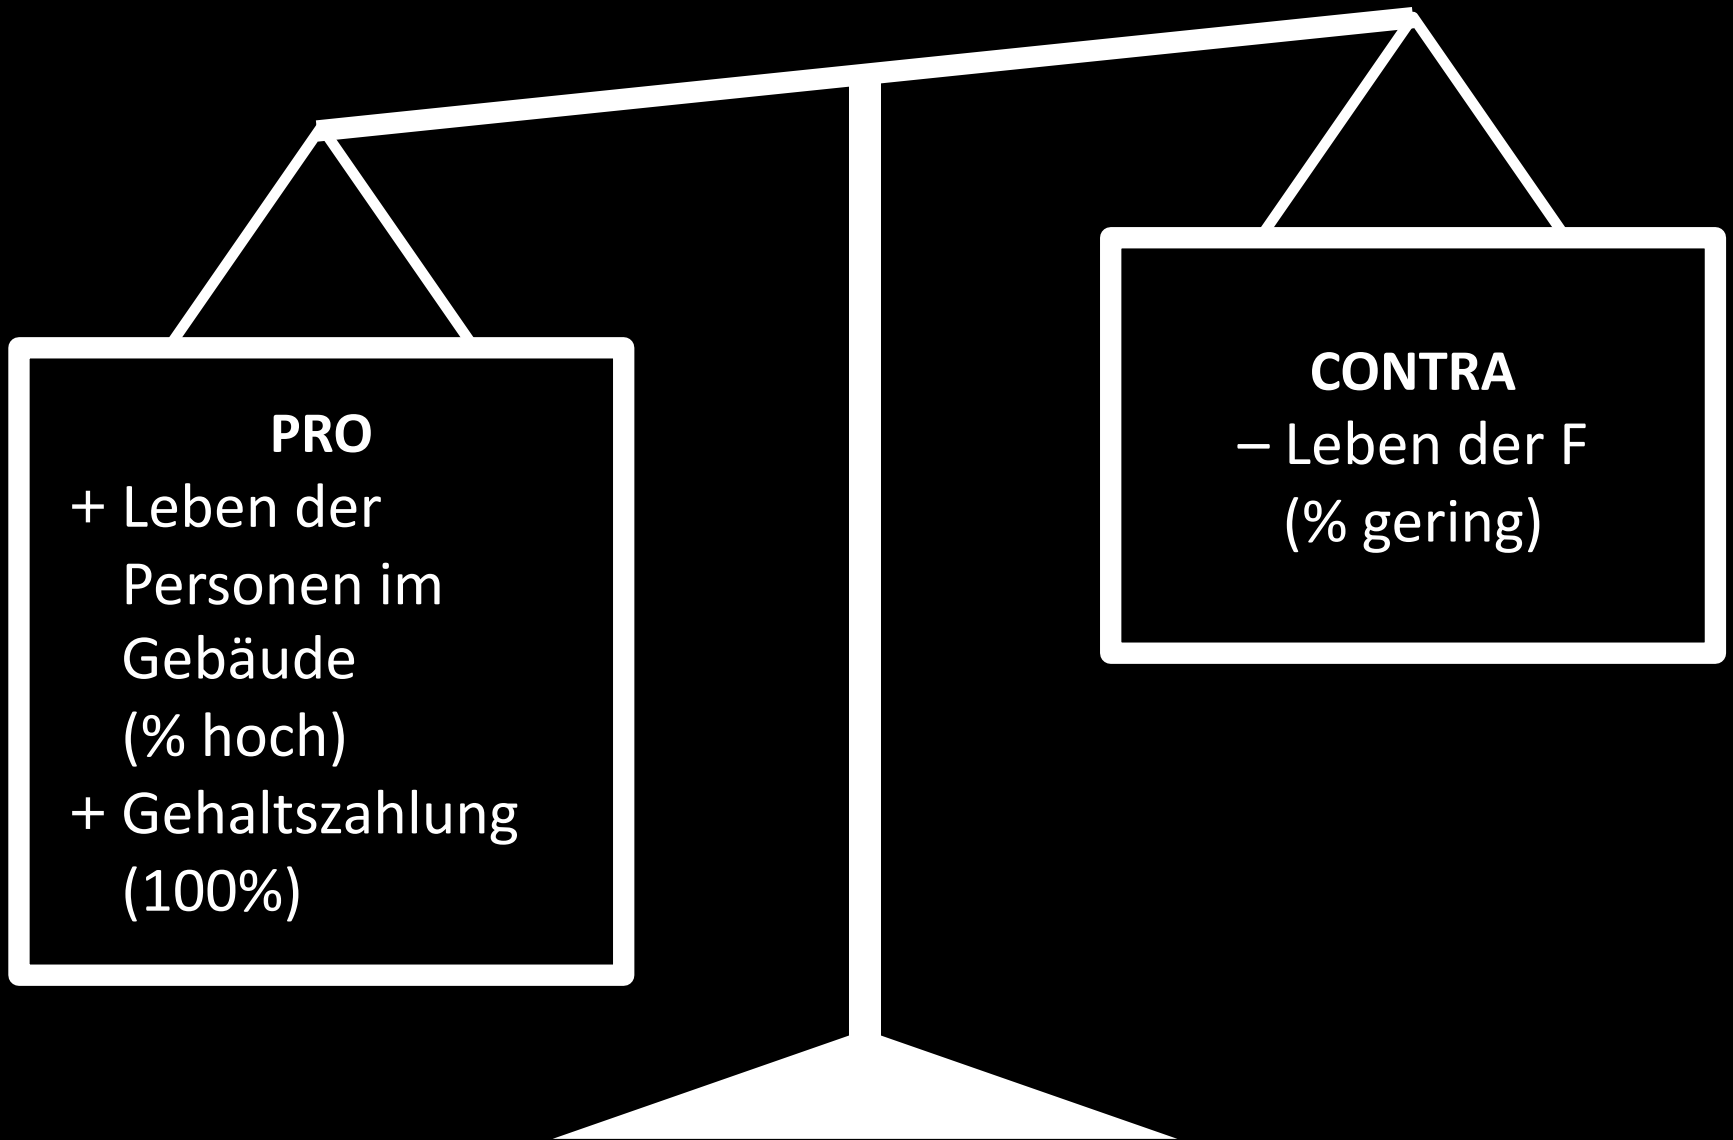 PRO
+ Leben der
Personen im
Gebäude
(% hoch)
+ Gehaltszahlung
(100%)
CONTRA
– Leben der F
(% gering)